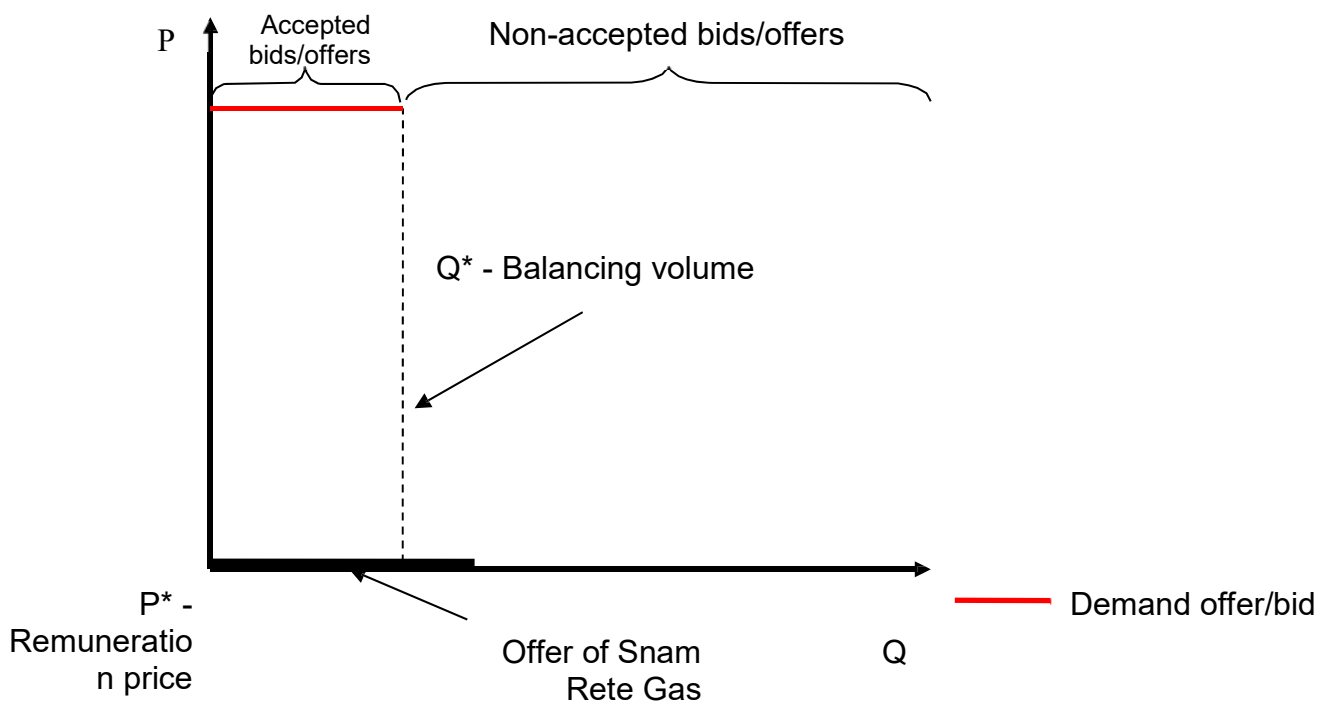 P
Accepted
bids/offers
Non-accepted bids/offers
Q* - Balancing volume
P* -
Remuneratio
n price
Offer of Snam
Rete Gas
Q
Demand offer/bid